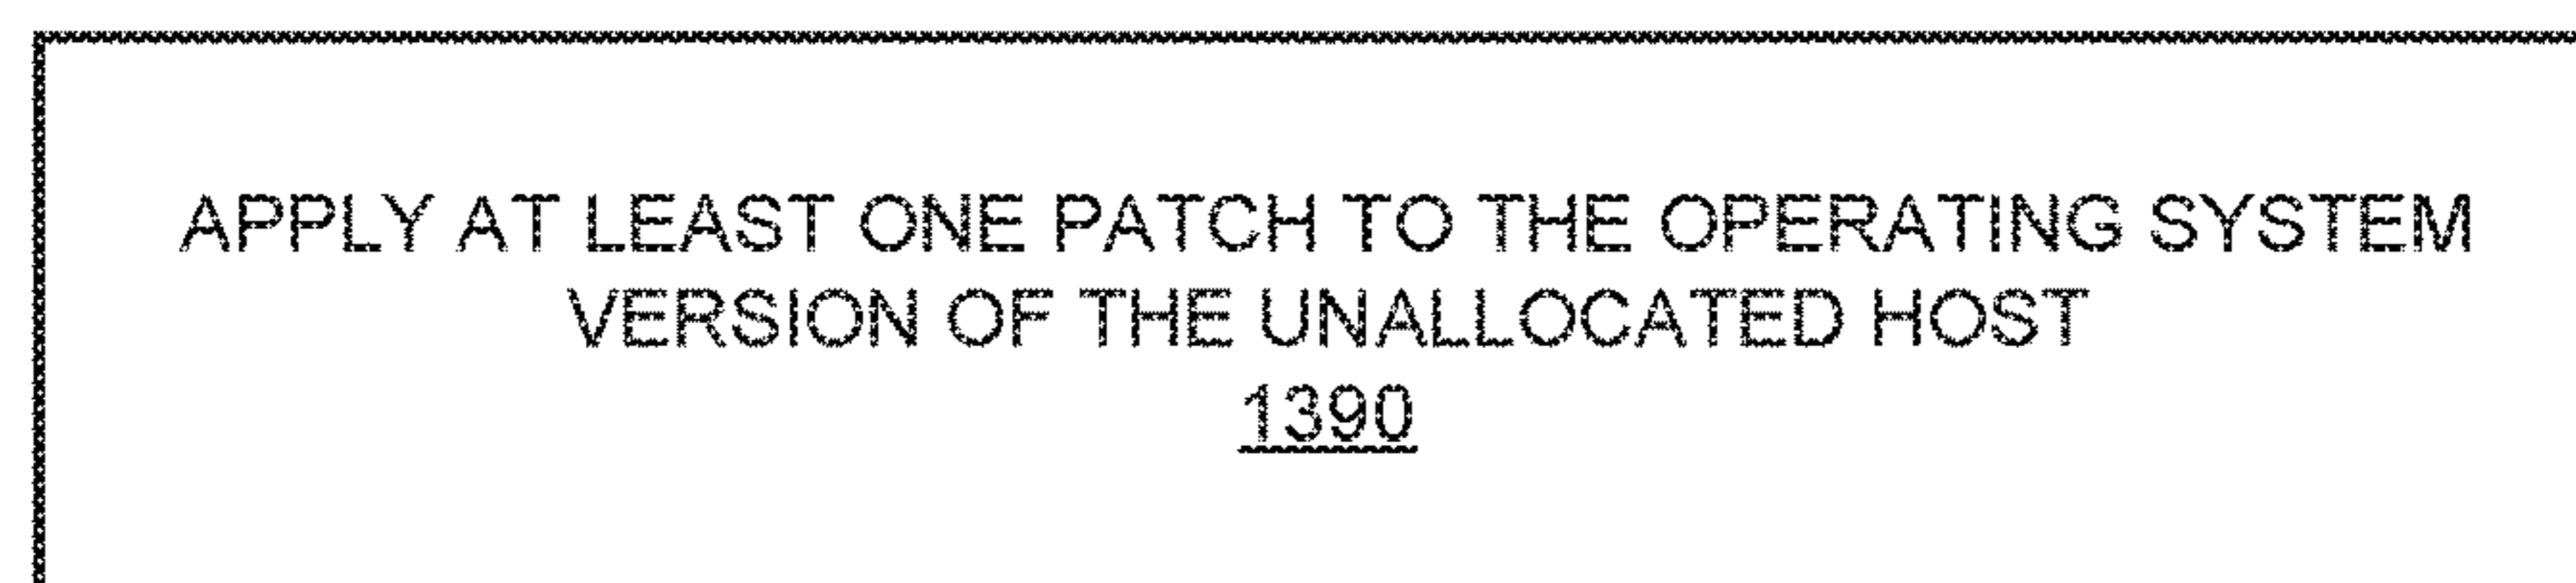 APPLY AT LEAST ONE PATCH TO THE OPERATING SYSTEM
VERSION OF THE UNALLOCATED HOST
1390